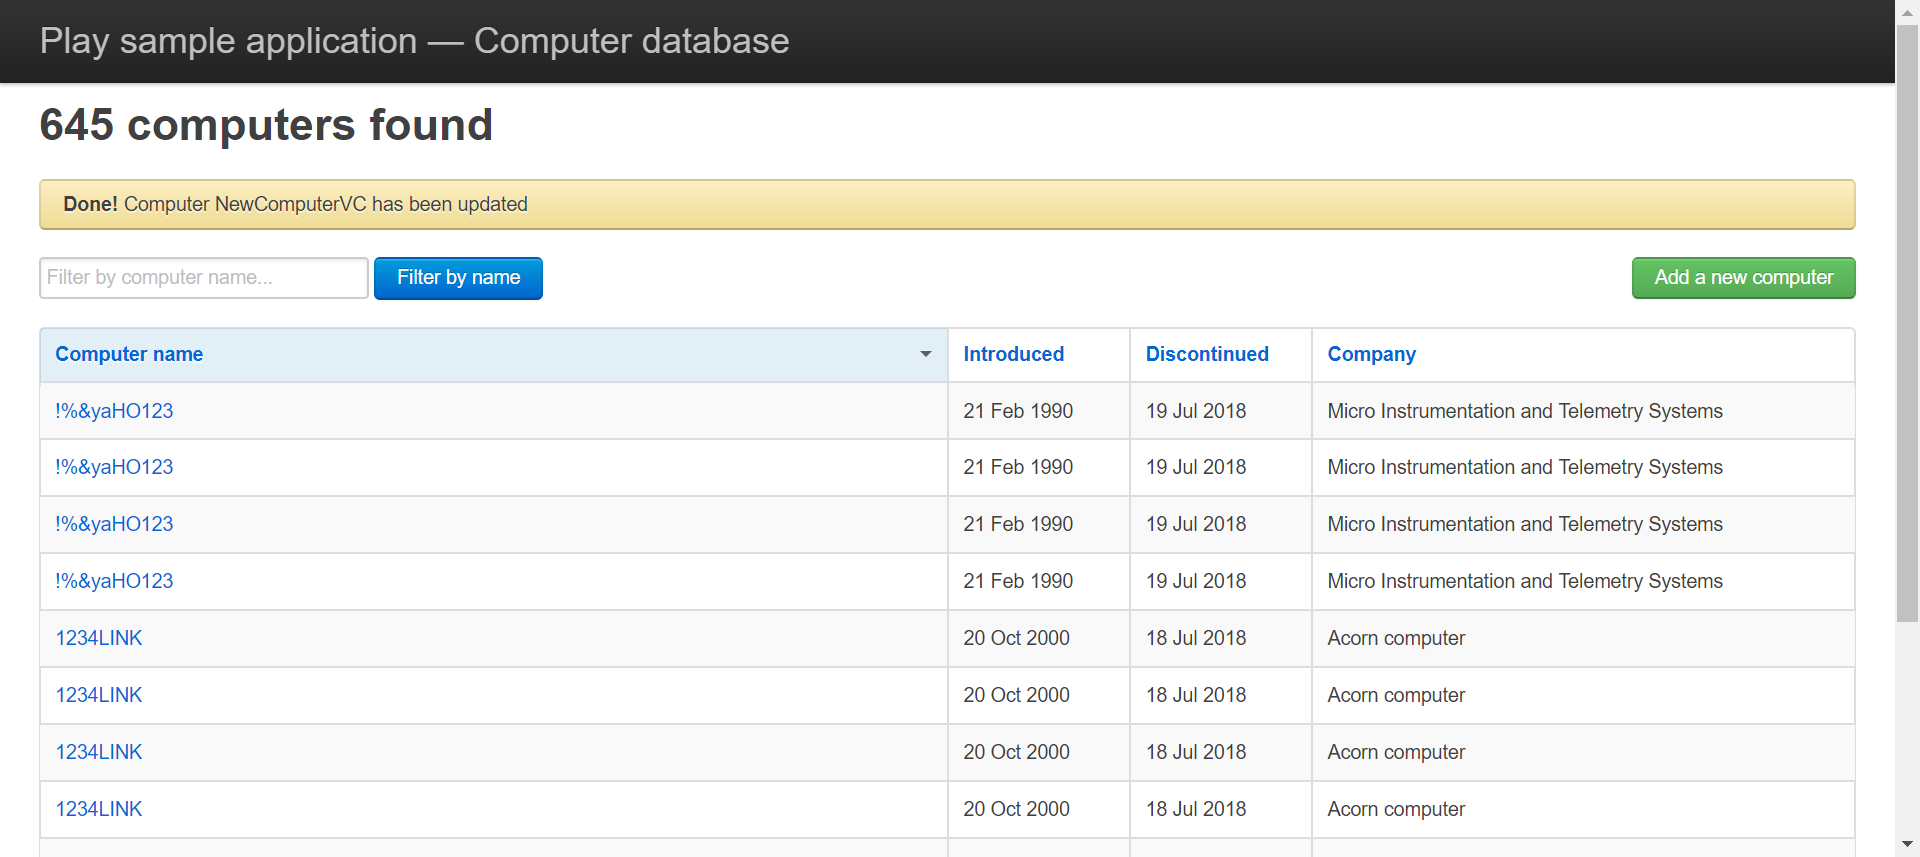 Play sample application — Computer database
645 computers found
Done! Computer NewComputerVC has been updated
Filter by computer name... Filter by name Add a new computer
Computer name Introduced Discontinued Company
!%&yaHO123 21 Feb 1990 19 Jul 2018 Micro Instrumentation and Telemetry Systems
!%&yaHO123 21 Feb 1990 19 Jul 2018 Micro Instrumentation and Telemetry Systems
!%&yaHO123 21 Feb 1990 19 Jul 2018 Micro Instrumentation and Telemetry Systems
!%&yaHO123 21 Feb 1990 19 Jul 2018 Micro Instrumentation and Telemetry Systems
1234LINK 20 Oct 2000 18 Jul 2018 Acorn computer
1234LINK 20 Oct 2000 18 Jul 2018 Acorn computer
1234LINK 20 Oct 2000 18 Jul 2018 Acorn computer
1234LINK 20 Oct 2000 18 Jul 2018 Acorn computer